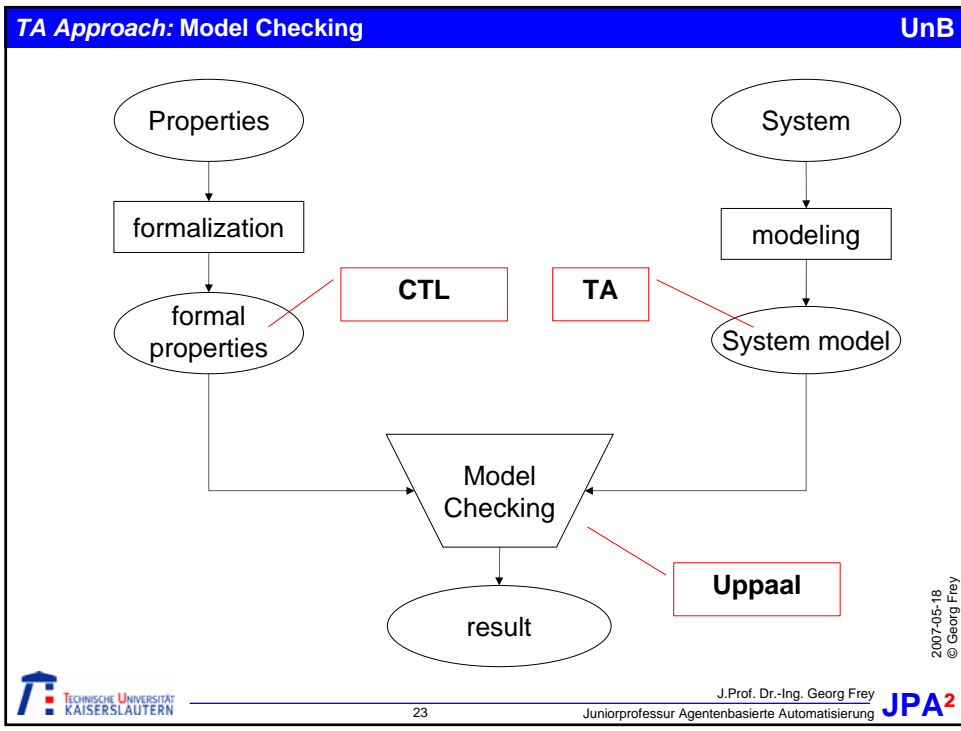 TA Approach: Model Checking
UnB
Properties
System
formalization
modeling
CTL
TA
formal
properties
System model
Model
Checking
Uppaal
result
2007-05-18
© Georg Frey
TECHNISCHE UNIVERSITÄT
KAISERSLAUTERN
23
J.Prof. Dr.-Ing. Georg Frey
Juniorprofessur Agentenbasierte Automatisierung
JPA²